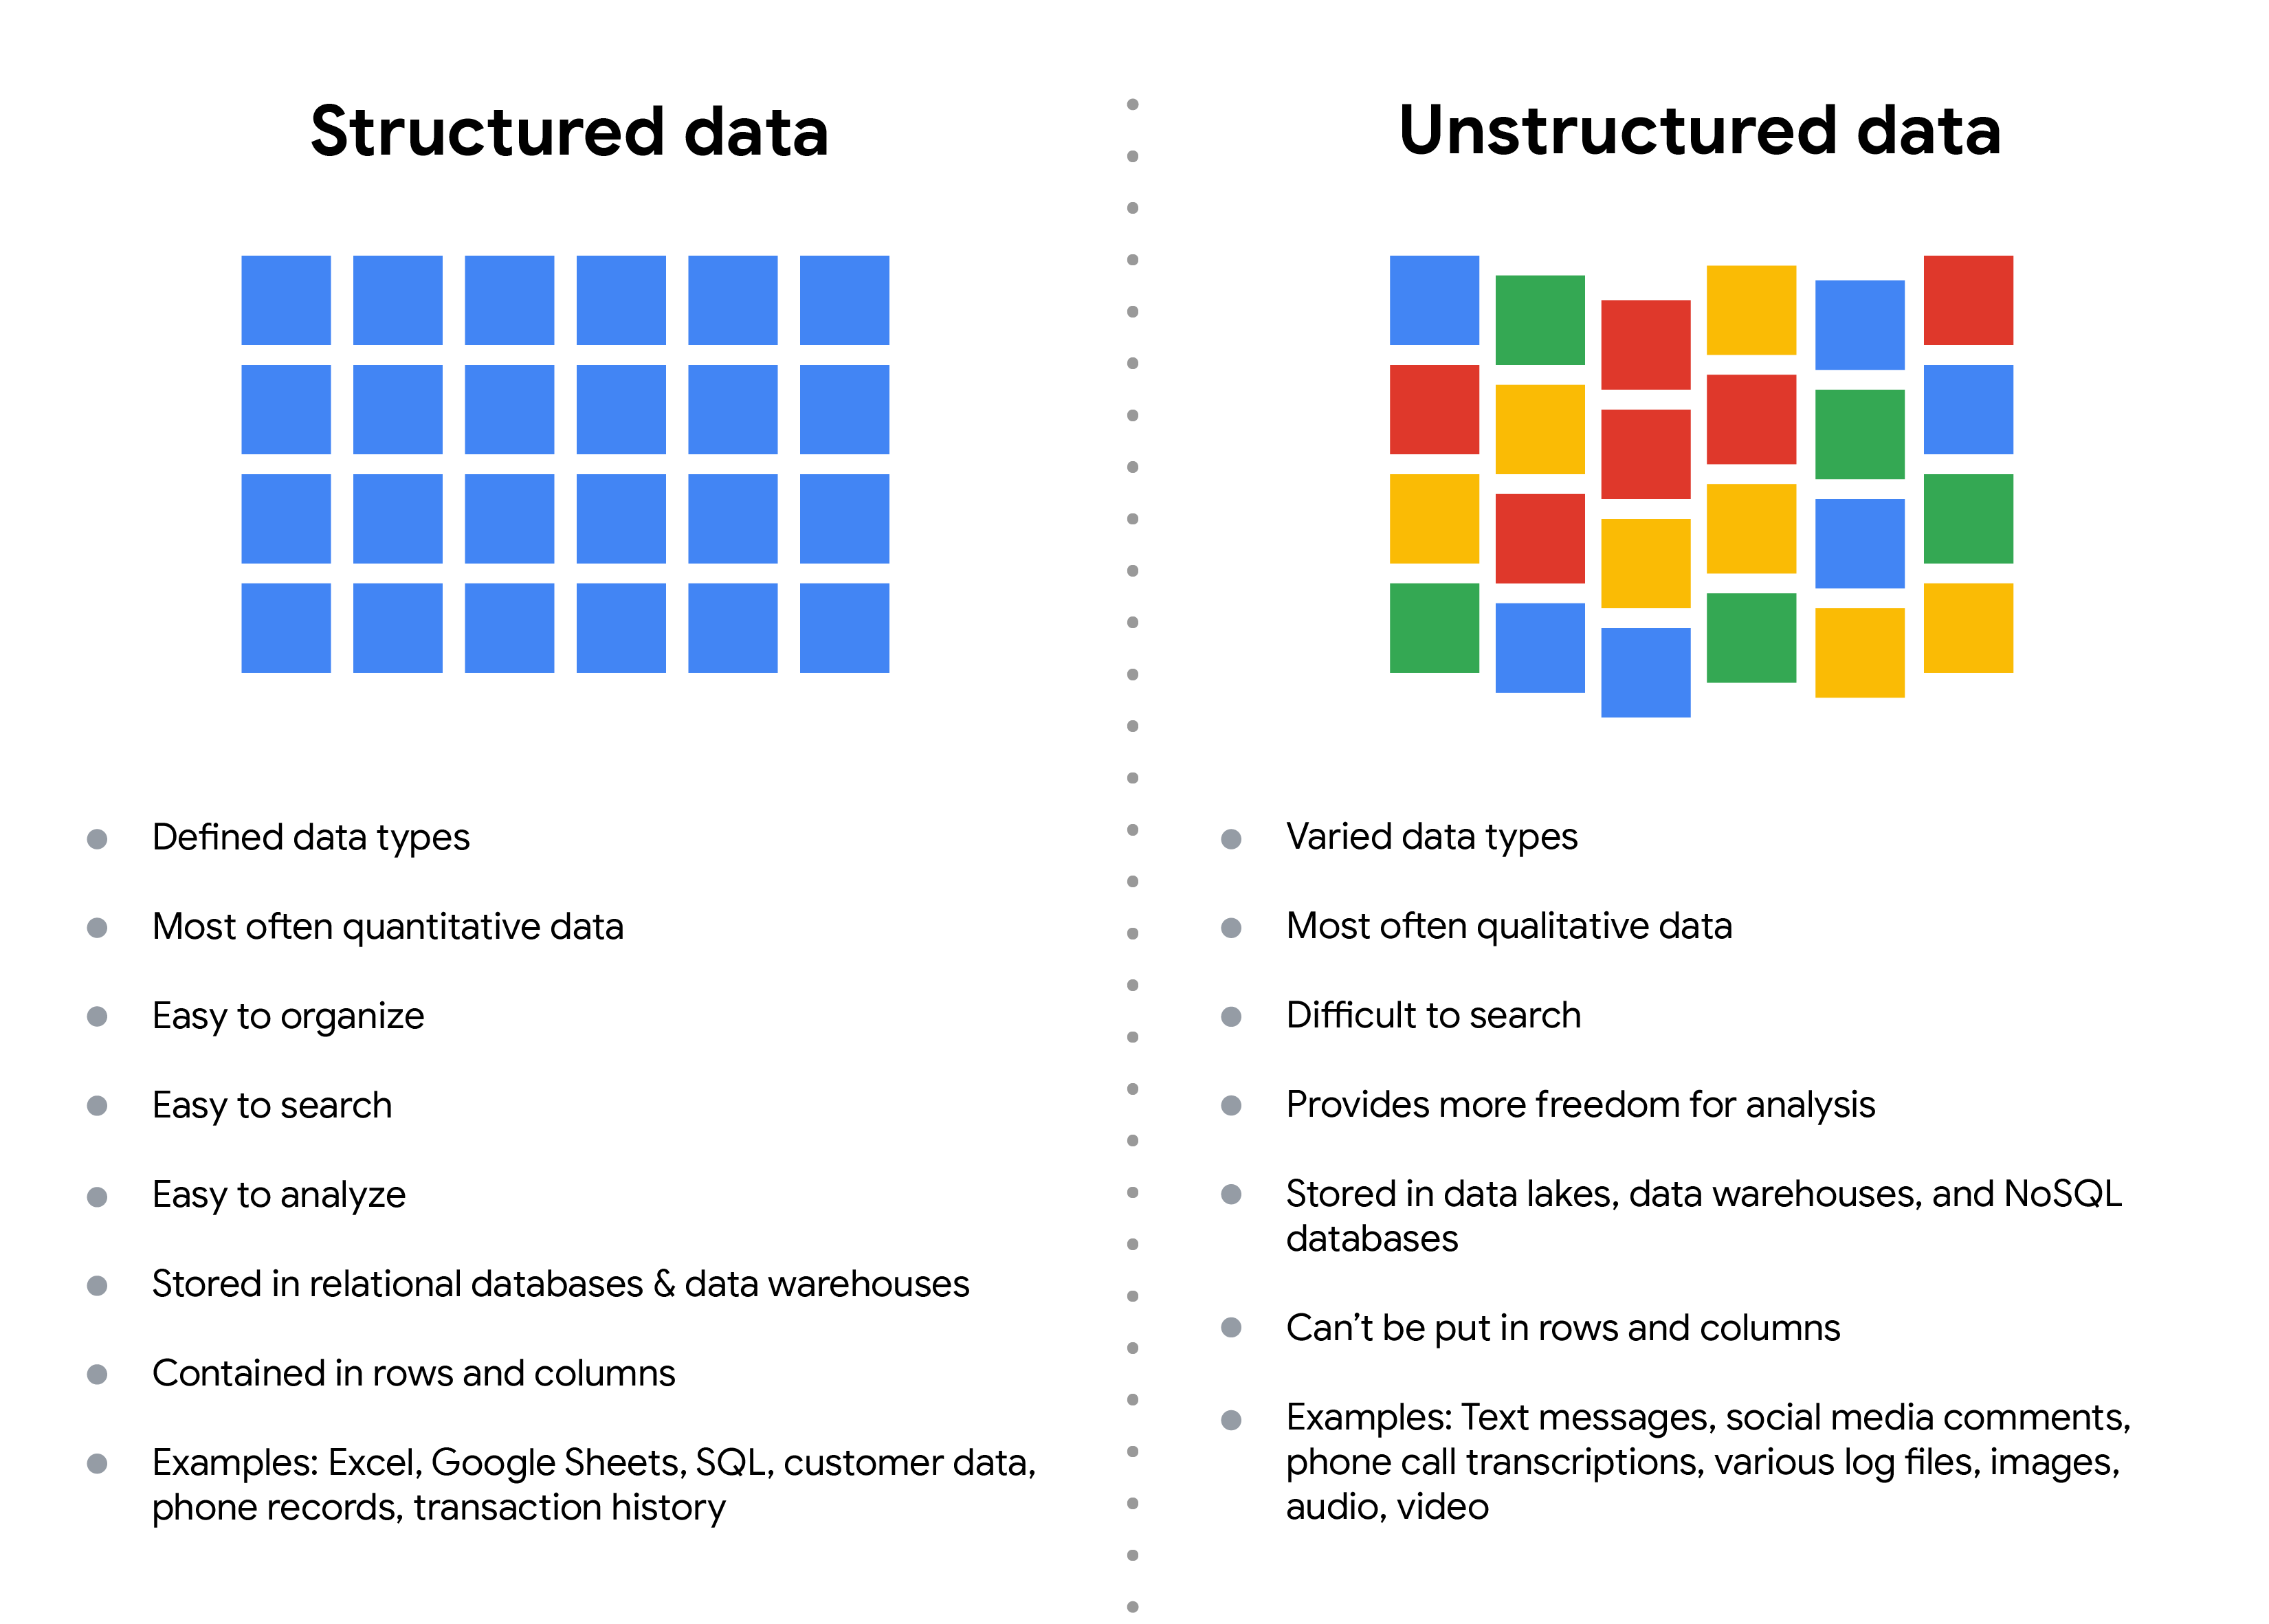 Structured data
Defined data types
Most often quantitative data
Easy to organize
Easy to search
Easy to analyze
Stored in relational databases & data warehouses
Contained in rows and columns
Examples: Excel, Google Sheets, SQL, customer data,
phone records, transaction history
Unstructured data
Varied data types
Most often qualitative data
Difficult to search
Provides more freedom for analysis
Stored in data lakes, data warehouses, and NoSQL
databases
Can’t be put in rows and columns
Examples: Text messages, social media comments,
phone call transcriptions, various log files, images,
audio, video